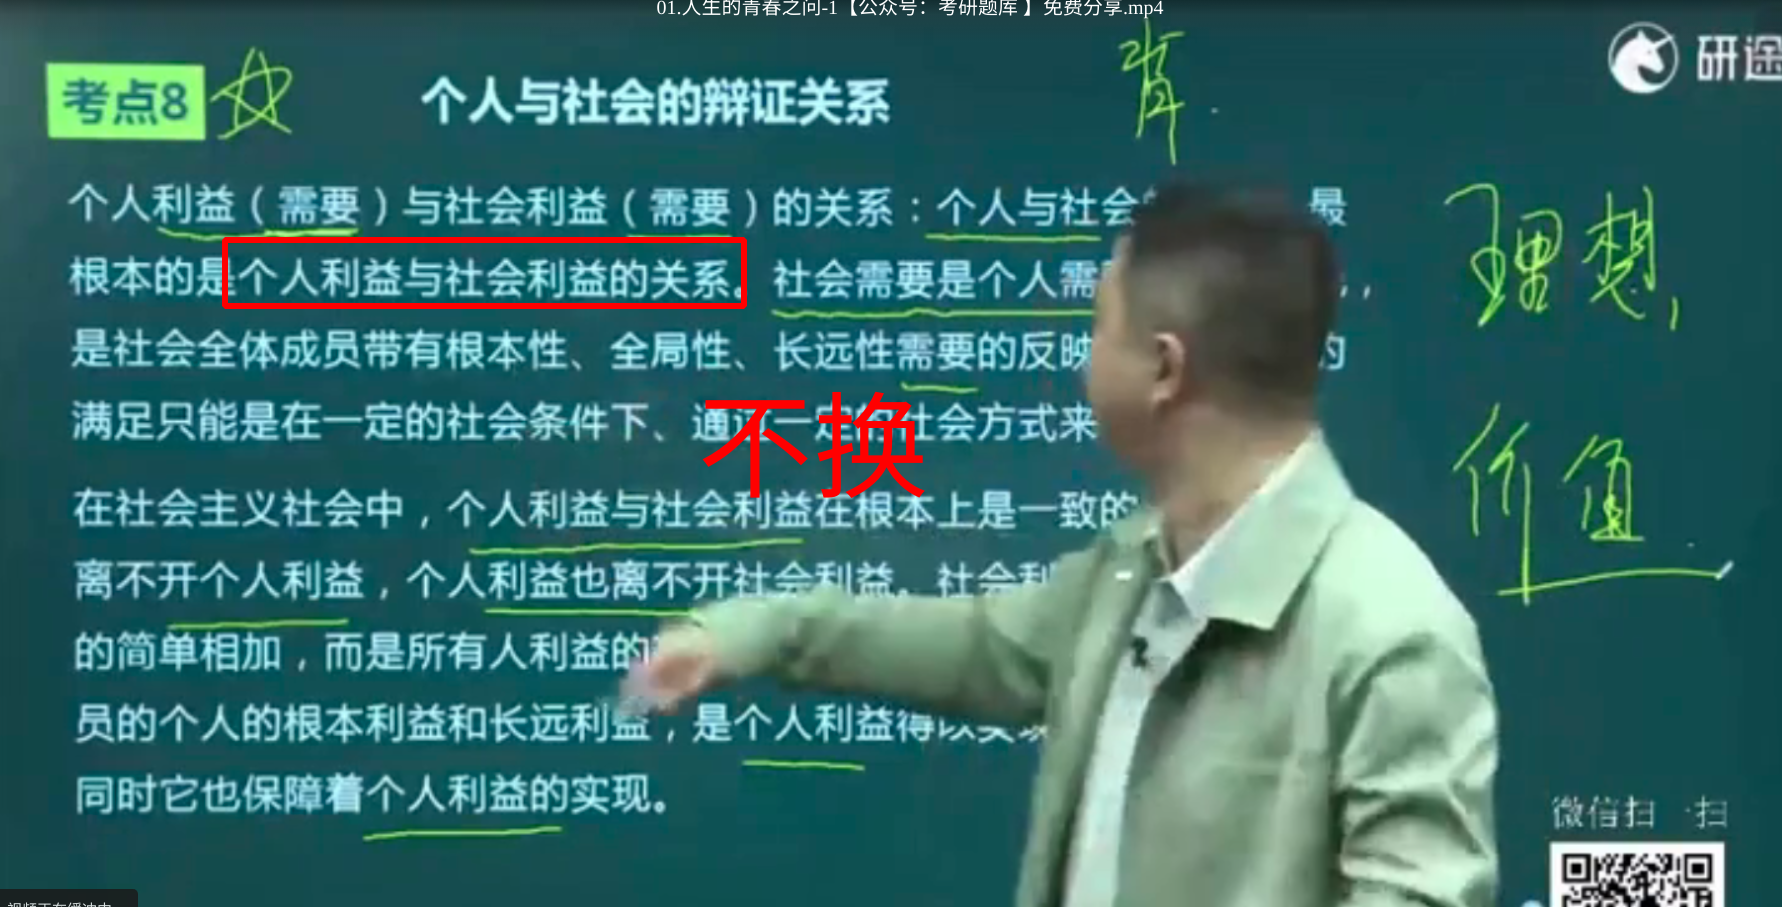 01.人生的青春之问-1【公众号：考研题库 】免费分享.mp4
研途
考点8
个人与社会的辩证关系
背
个人利益（需要）与社会利益（需要）的关系：个人与社会 最
根本的是个人利益与社会利益的关系。社会需要是个人需
是社会全体成员带有根本性、全局性、长远性需要的反映 的
满足只能是在一定的社会条件下、通过一定的社会方式来
不换
在社会主义社会中，个人利益与社会利益在根本上是一致的
离不开个人利益，个人利益也离不开社会利益。社会利
的简单相加，而是所有人利益的
员的个人的根本利益和长远利益，是个人利益得以实现
同时它也保障着个人利益的实现。
理想，
价值
微信扫一扫
视频正在缓冲中